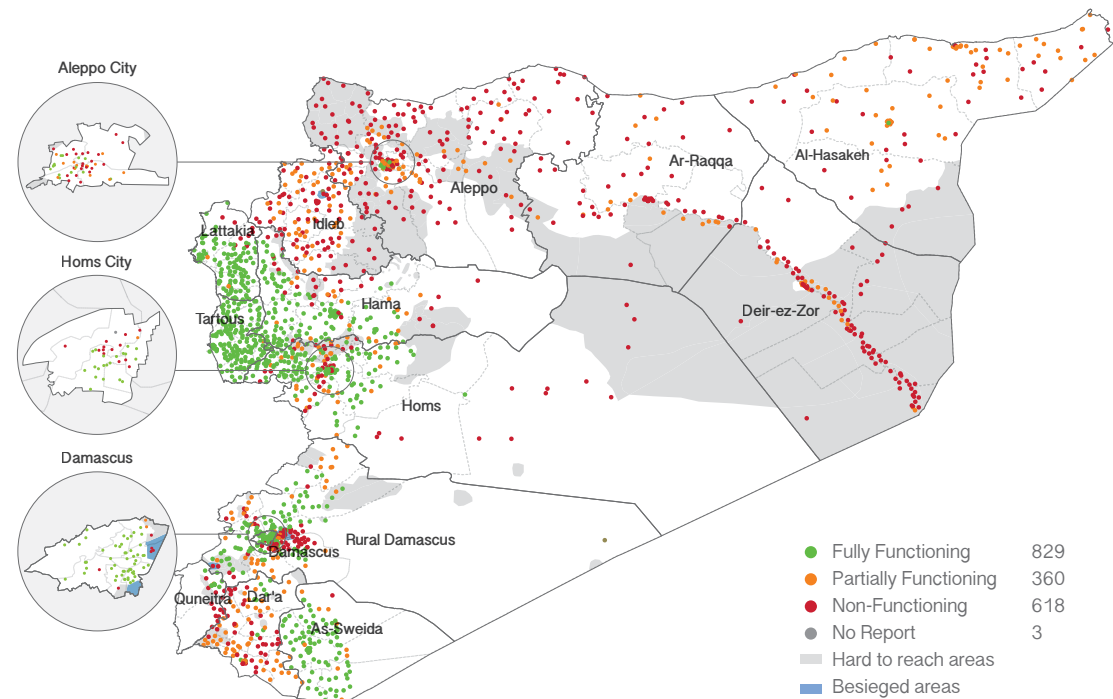 Aleppo City
Homs City
Damascus
Aleppo
Ar-Raqqa
Al-Hasakeh
Idleb
Lattakia
Hama
Tartous
Deir-ez-Zor
Homs
Rural Damascus
Damascus
Quneitra
Dar'a
As-Sweida
Fully Functioning 829
Partially Functioning 360
Non-Functioning 618
No Report 3
Hard to reach areas
Besieged areas